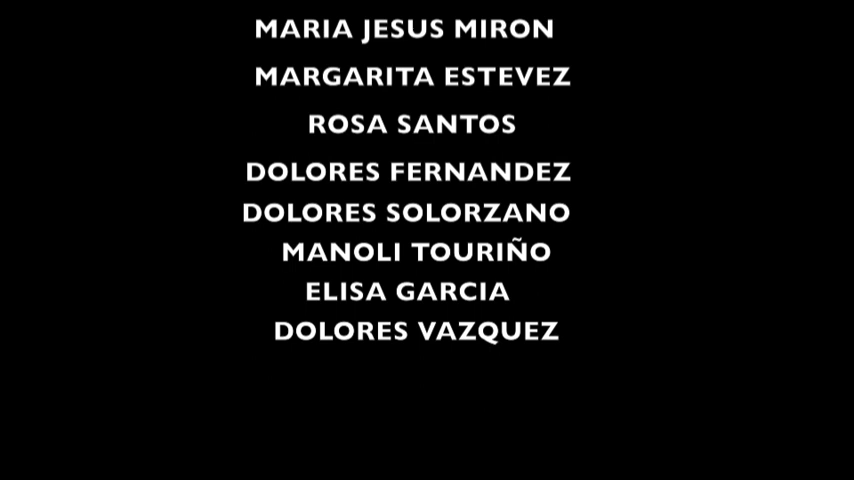 MARIA JESUS MIRON
MARGARITA ESTEVEZ
ROSA SANTOS
DOLORES FERNANDEZ
DOLORES SOLORZANO
MANOLI TOURIÑO
ELISA GARCIA
DOLORES VAZQUEZ